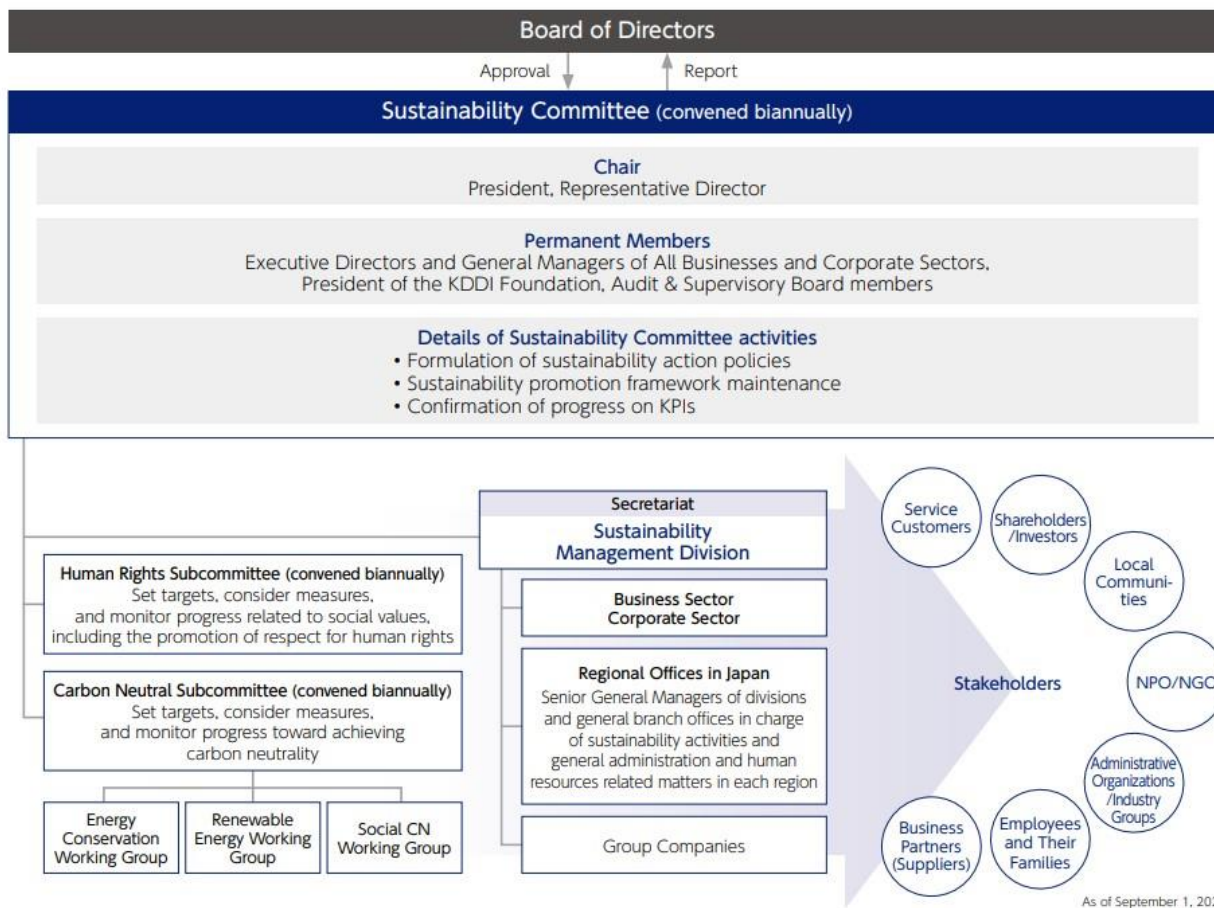 Board of Directors
Approval
Report
Sustainability Committee (convened biannually)
Chair
President, Representative Director
Permanent Members
Executive Directors and General Managers of All Businesses and Corporate Sectors,
President of the KDDI Foundation, Audit & Supervisory Board members
Details of Sustainability Committee activities
• Formulation of sustainability action policies
• Sustainability promotion framework maintenance
• Confirmation of progress on KPIs
Human Rights Subcommittee (convened biannually)
Set targets, consider measures,
and monitor progress related to social values,
including the promotion of respect for human rights
Carbon Neutral Subcommittee (convened biannually)
Set targets, consider measures,
and monitor progress toward achieving
carbon neutrality
Energy
Conservation
Working Group
Renewable
Energy Working
Group
Social CN
Working Group
Secretariat
Sustainability
Management Division
Business Sector
Corporate Sector
Regional Offices in Japan
Senior General Managers of divisions
and general branch offices in charge
of sustainability activities and
general administration and human
resources related matters in each region
Group Companies
Stakeholders
Service
Customers
Shareholders
/Investors
Local
Communi-
ties
NPO/NGO
Administrative
Organizations
/Industry
Groups
Employees
and Their
Families
Business
Partners
(Suppliers)
As of September 1,